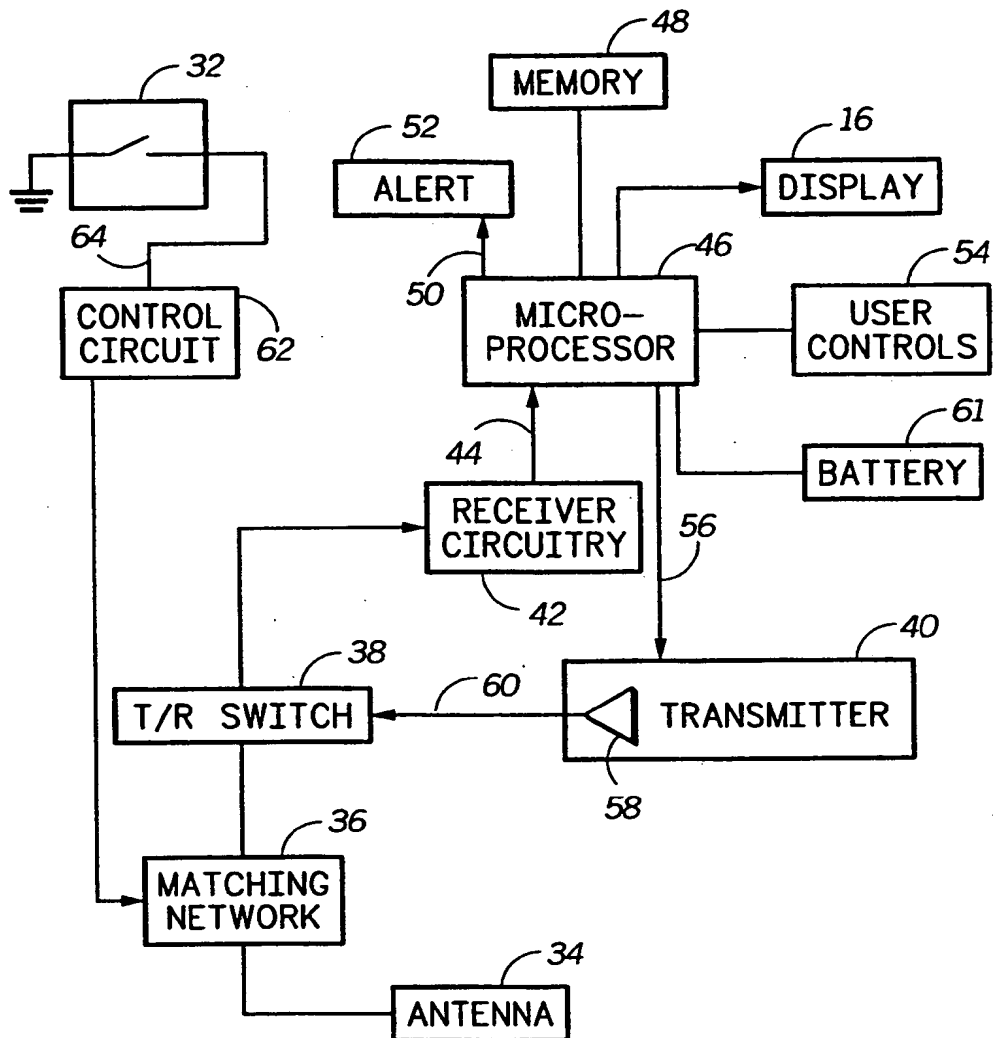 48
MEMORY
32
52
ALERT
16
DISPLAY
64
50
46
54
CONTROL
CIRCUIT
62
MICRO-
PROCESSOR
USER
CONTROLS
44
61
BATTERY
RECEIVER
CIRCUITRY
42
56
38
T/R SWITCH
60
40
TRANSMITTER
58
36
MATCHING
NETWORK
34
ANTENNA